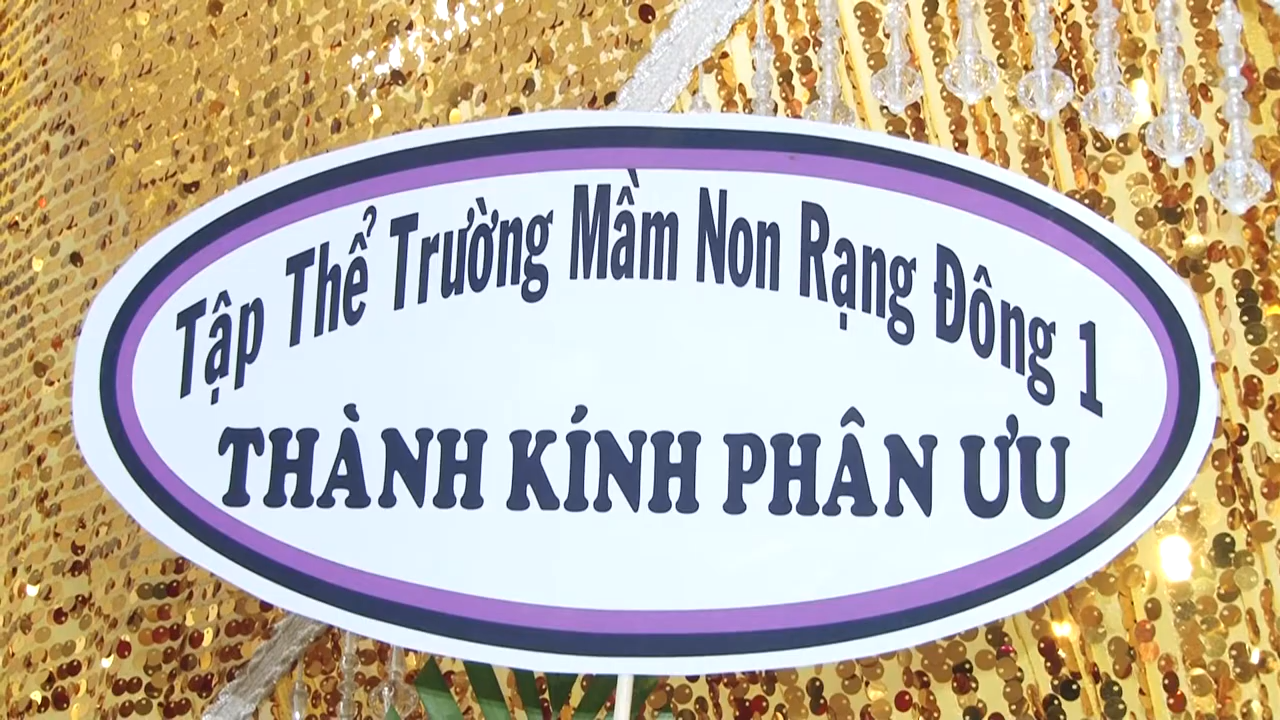 Tập Thể Trường Mầm Non Rạng Đông 1
THÀNH KÍNH PHÂN ƯU